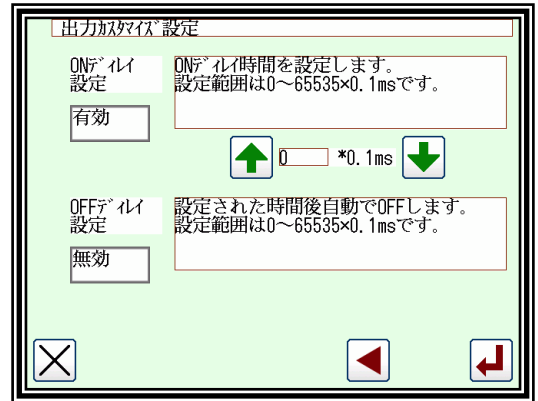 出力ｶｽﾀﾏｲｽﾞ設定
ONﾃﾞｨﾚｲ
設定
ONﾃﾞｨﾚｲ時間を設定します。
設定範囲は0～65535×0.1msです。
有効
0 *0.1ms
OFFﾃﾞｨﾚｲ
設定
設定された時間後自動でOFFします。
設定範囲は0～65535×0.1msです。
無効